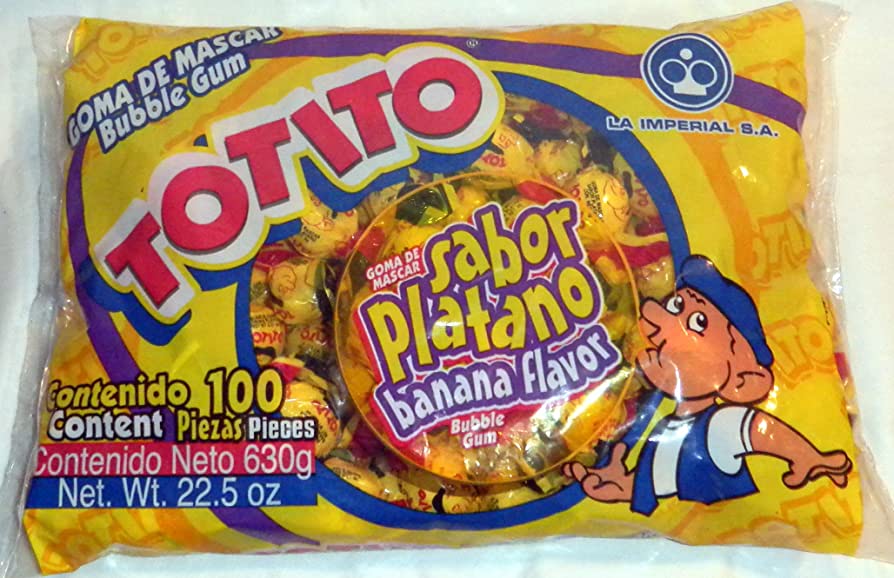 GOMA DE MASCAR
Bubble Gum
TOTITO
LA IMPERIAL S.A.
GOMA DE
MASCAR
sabor
Platano
banana flavor
Bubble
Gum
Contenido 100
Content Piezas Pieces
Contenido Neto 630g
Net. Wt. 22.5 oz